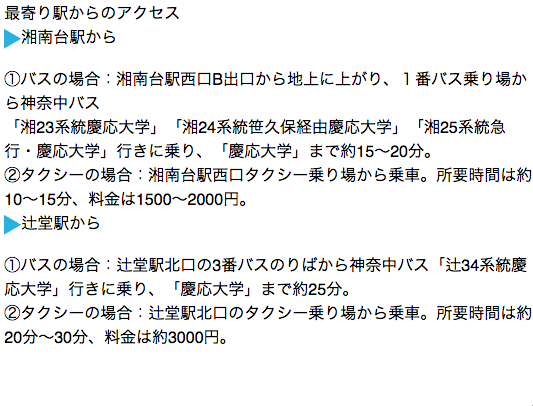 最寄り駅からのアクセス
▶湘南台駅から
①バスの場合：湘南台駅西口B出口から地上に上がり、１番バス乗り場か
ら神奈中バス
「湘23系統慶応大学」「湘24系統笹久保経由慶応大学」「湘25系統急
行・慶応大学」行きに乗り、「慶応大学」まで約15〜20分。
②タクシーの場合：湘南台駅西口タクシー乗り場から乗車。所要時間は約
10〜15分、料金は1500〜2000円。
▶辻堂駅から
①バスの場合：辻堂駅北口の3番バスのりばから神奈中バス「辻34系統慶
応大学」行きに乗り、「慶応大学」まで約25分。
②タクシーの場合：辻堂駅北口のタクシー乗り場から乗車。所要時間は約
20分〜30分、料金は約3000円。